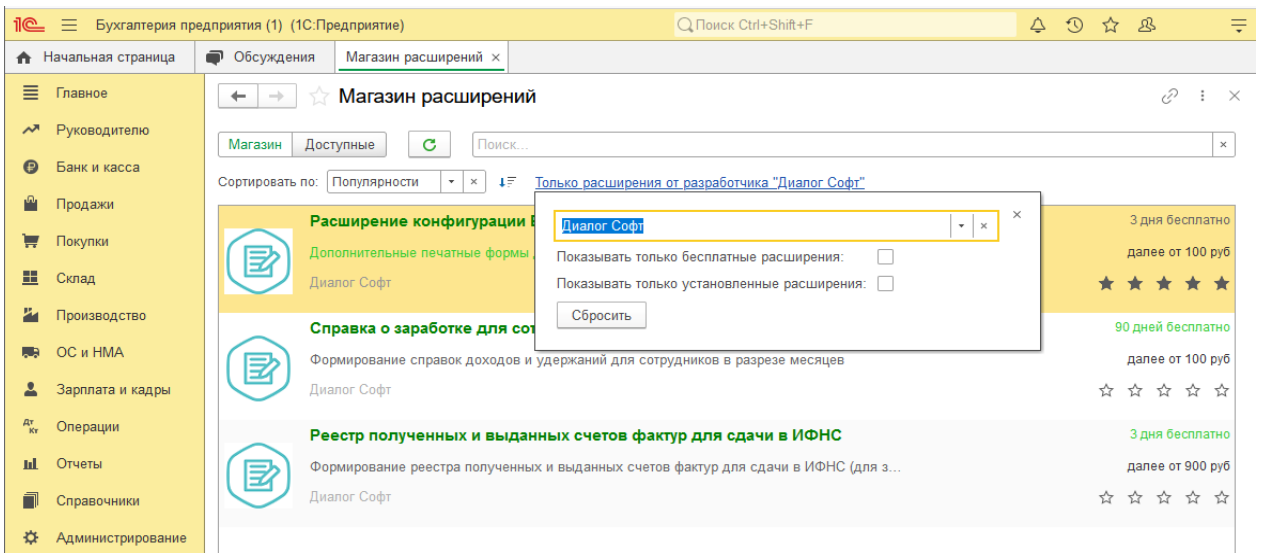 1С Бухгалтерия предприятия (1) (1С:Предприятие) Поиск Ctrl+Shift+F
Начальная страница Обсуждения Магазин расширений ×
Главное
Руководителю
Банк и касса
Продажи
Покупки
Склад
Производство
ОС и НМА
Зарплата и кадры
Дт Кт Операции
Отчеты
Справочники
Администрирование
Магазин расширений
Магазин Доступные Поиск... ×
Сортировать по: Популярности × Только расширения от разработчика "Диалог Софт"
Диалог Софт × ×
Показывать только бесплатные расширения:
Показывать только установленные расширения:
Сбросить
Расширение конфигурации
3 дня бесплатно
Дополнительные печатные формы
далее от 100 руб
Диалог Софт
Справка о заработке для сот
90 дней бесплатно
Формирование справок доходов и удержаний для сотрудников в разрезе месяцев
далее от 100 руб
Диалог Софт
Реестр полученных и выданных счетов фактур для сдачи в ИФНС
3 дня бесплатно
Формирование реестра полученных и выданных счетов фактур для сдачи в ИФНС (для з...
далее от 900 руб
Диалог Софт